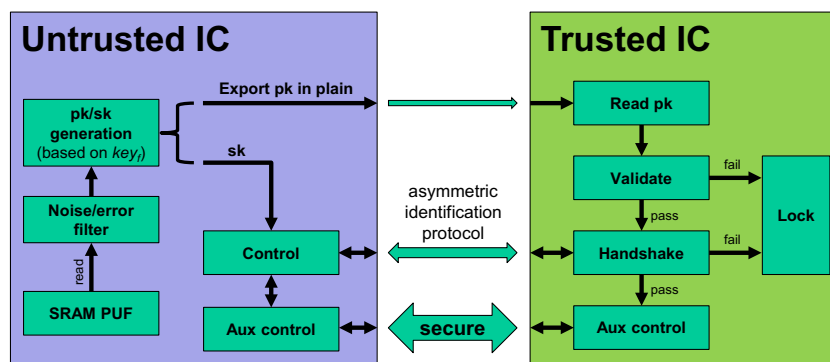 Untrusted IC
Trusted IC
Export pk in plain
pk/sk
generation
(based on key_f)
sk
Noise/error
filter
read
SRAM PUF
Control
Aux control
asymmetric
identification
protocol
secure
Read pk
Validate
fail
pass
Lock
Handshake
fail
pass
Aux control